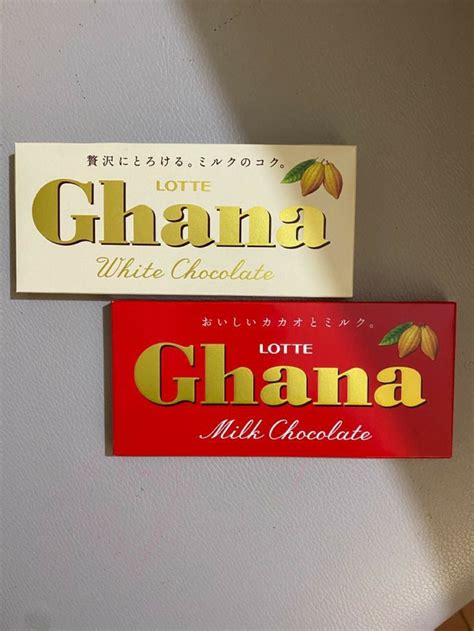 贅沢にとろける。ミルクのコク。
LOTTE
Ghana
White Chocolate
おいしいカカオとミルク。
LOTTE
Ghana
Milk Chocolate